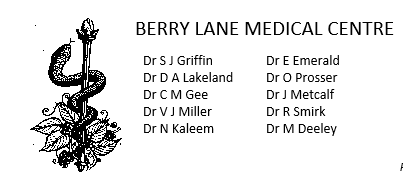 BERRY LANE MEDICAL CENTRE
Dr S J Griffin Dr E Emerald
Dr D A Lakeland Dr O Prosser
Dr C M Gee Dr J Metcalf
Dr V J Miller Dr R Smirk
Dr N Kaleem Dr M Deeley